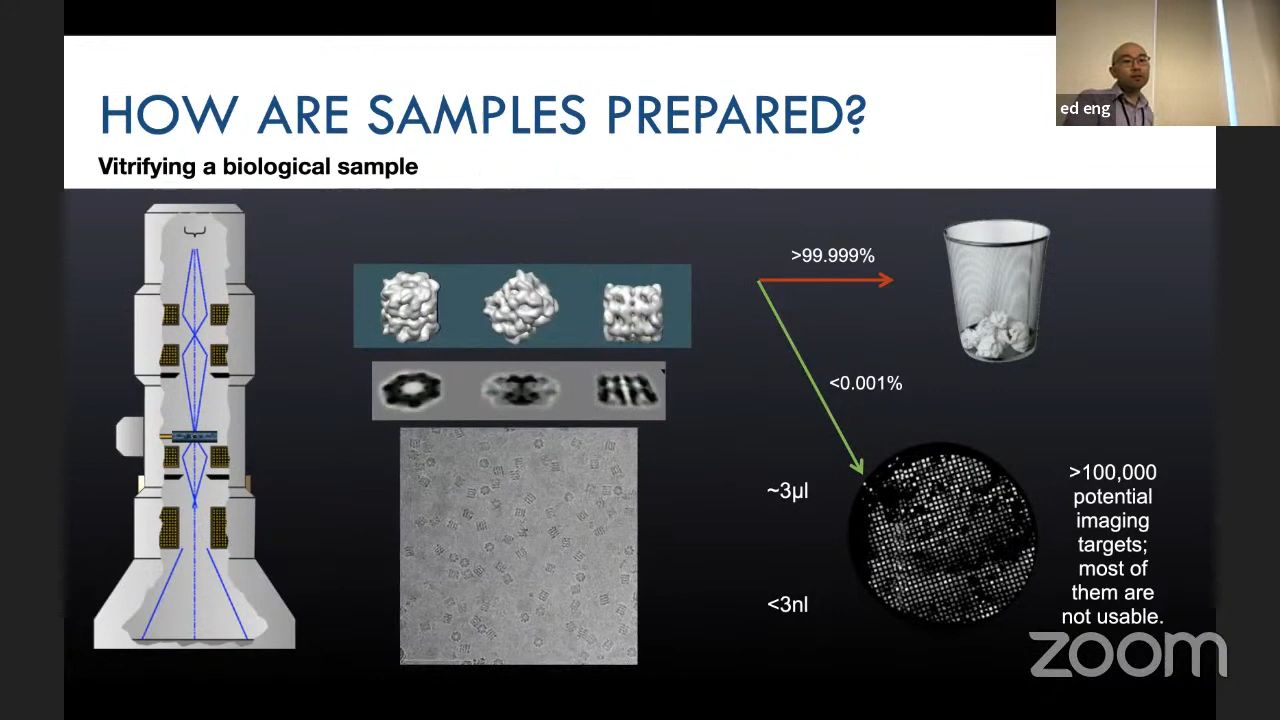 HOW ARE SAMPLES PREPARED?
Vitrifying a biological sample
ed eng
>99.999%
<0.001%
~3µl
<3nl
>100,000
potential
imaging
targets;
most of
them are
not usable.
zoom